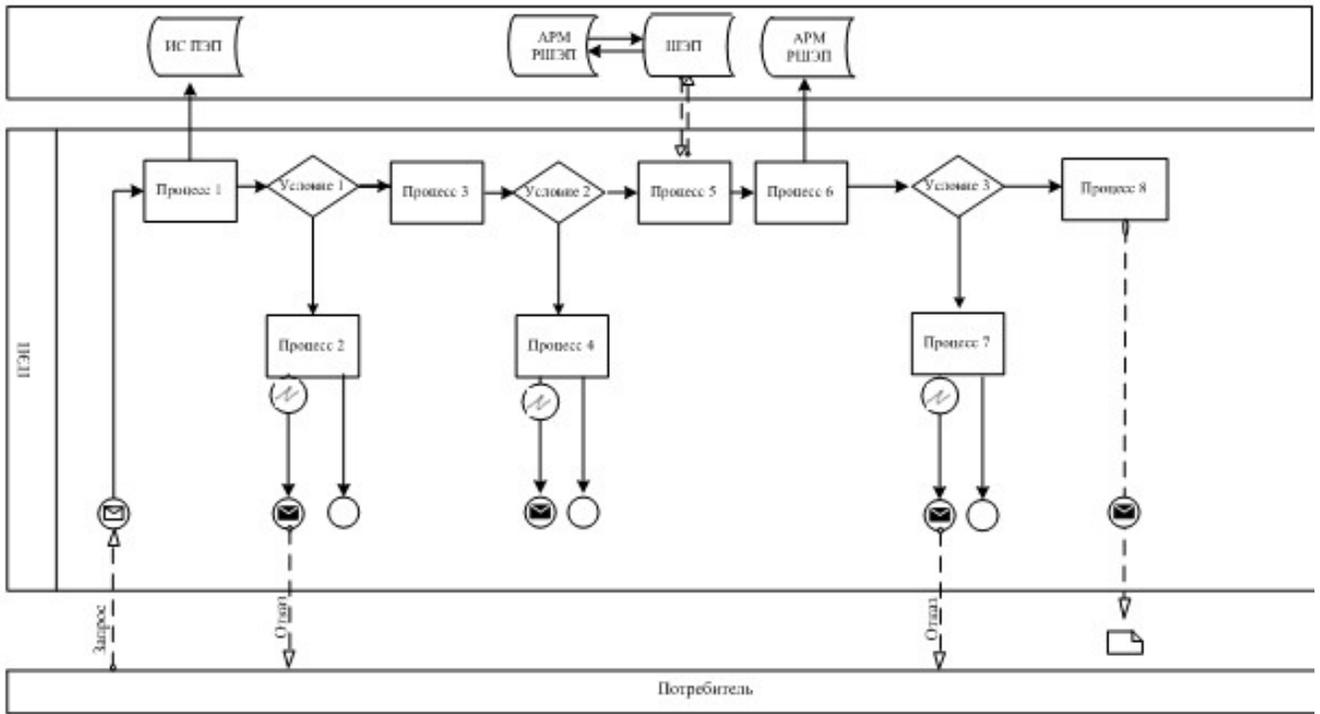 ИС ПЭП
АРМ
РШЭП
ШЭП
АРМ
РШЭП
Процесс 1
Условие 1
Процесс 3
Условие 2
Процесс 5
Процесс 6
Условие 3
Процесс 8
Процесс 2
Процесс 4
Процесс 7
ПЭП
Запрос
Отказ
Отказ
Потребитель